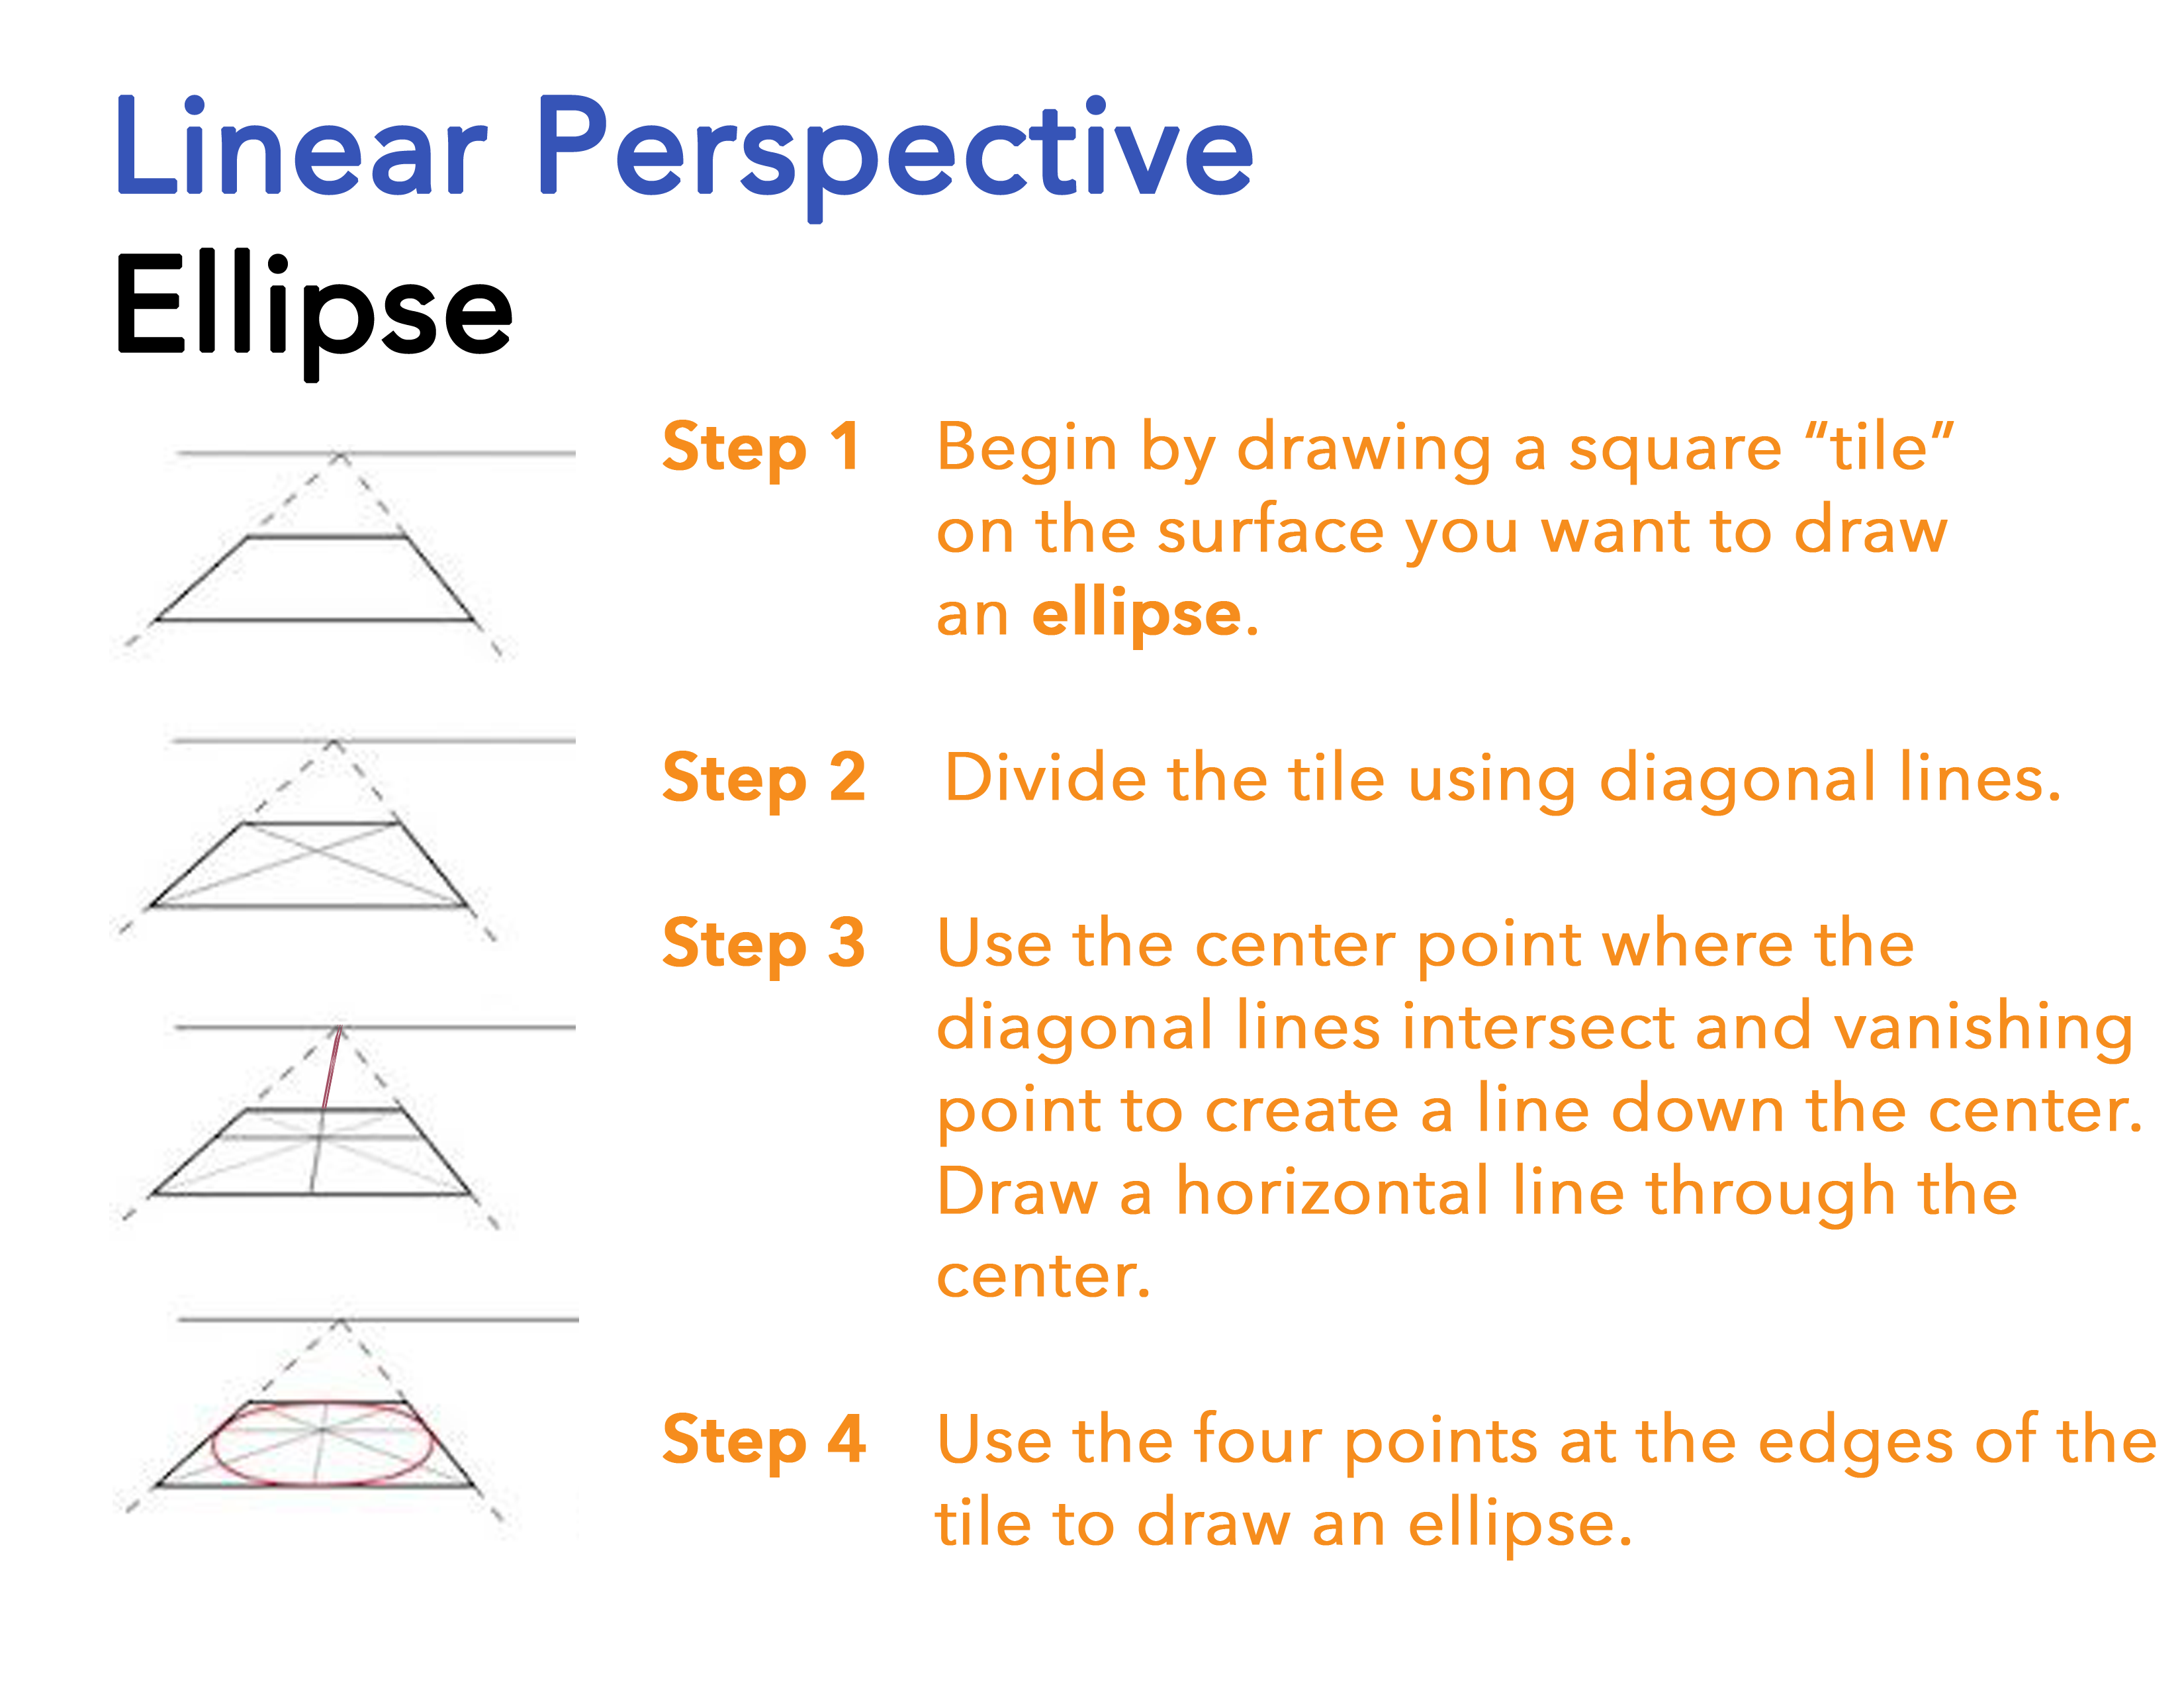 Linear Perspective
Ellipse
Step 1 Begin by drawing a square “tile”
on the surface you want to draw
an ellipse.
Step 2 Divide the tile using diagonal lines.
Step 3 Use the center point where the
diagonal lines intersect and vanishing
point to create a line down the center.
Draw a horizontal line through the
center.
Step 4 Use the four points at the edges of the
tile to draw an ellipse.